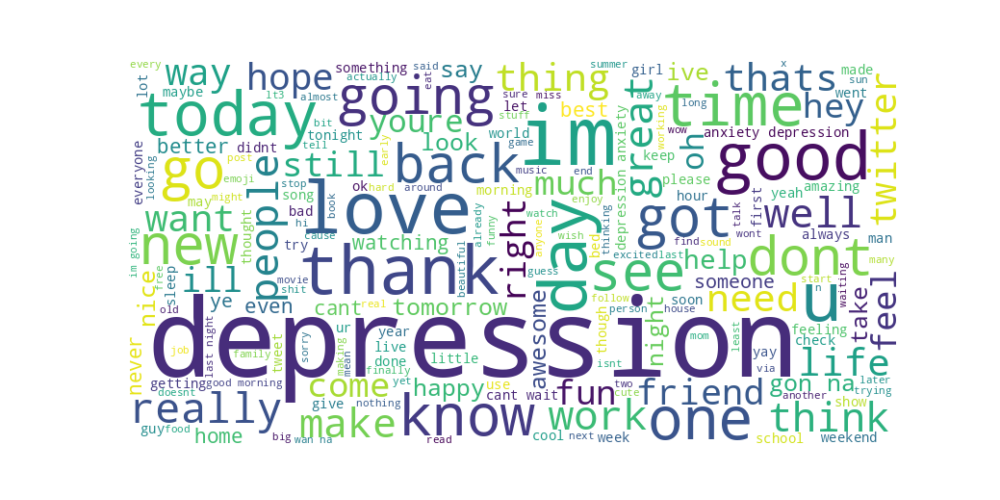 every
way
hope
something
actually
said
say
thing
summer
girl
ive
thats
x
made
sun
lot
maybe
lt3
almost
going
eat
sure
miss
let
best
great
away
working
long
time
hey
went
twitter
today
bit
tonight
tell
youre
look
world
stuff
game
im
anxiety
wow
anxiety depression
oh
keep
better
didnt
early
everyone
looking
go
post
emoji
people
still
back
music
end
much
depression
please
good
yeah
amazing
may
might
stop
song
ok
hard
around
morning
enjoy
hour
first
want
bad
hi
book
love
already
funny
watch
day
thinking
got
talk
well
new
thought
try
cause
watching
right
anyone
wish
bed
find
sound
wont
always
man
im going
free
movie
thank
beautiful
guess
excited
last
see
help
dont
many
nice
sleep
ill
shit
someone
start
n
waiting
old
ye
even
cant
real
tomorrow
awesome
follow
person
though
night
soon
house
need
u
take
feel
never
job
last night
depression
family
tweet
sorry
ur
making
mean
year
live
done
finally
little
isnt
mom
least
yay
via
feeling
check
life
getting
doesnt
good morning
come
yet
happy
use
cant wait
fun
two
cute
friend
gon na
another
later
trying
really
give
nothing
know
work
one
show
think
guy
food
home
big
wan na
make
read
cool
next
week
school
weekend